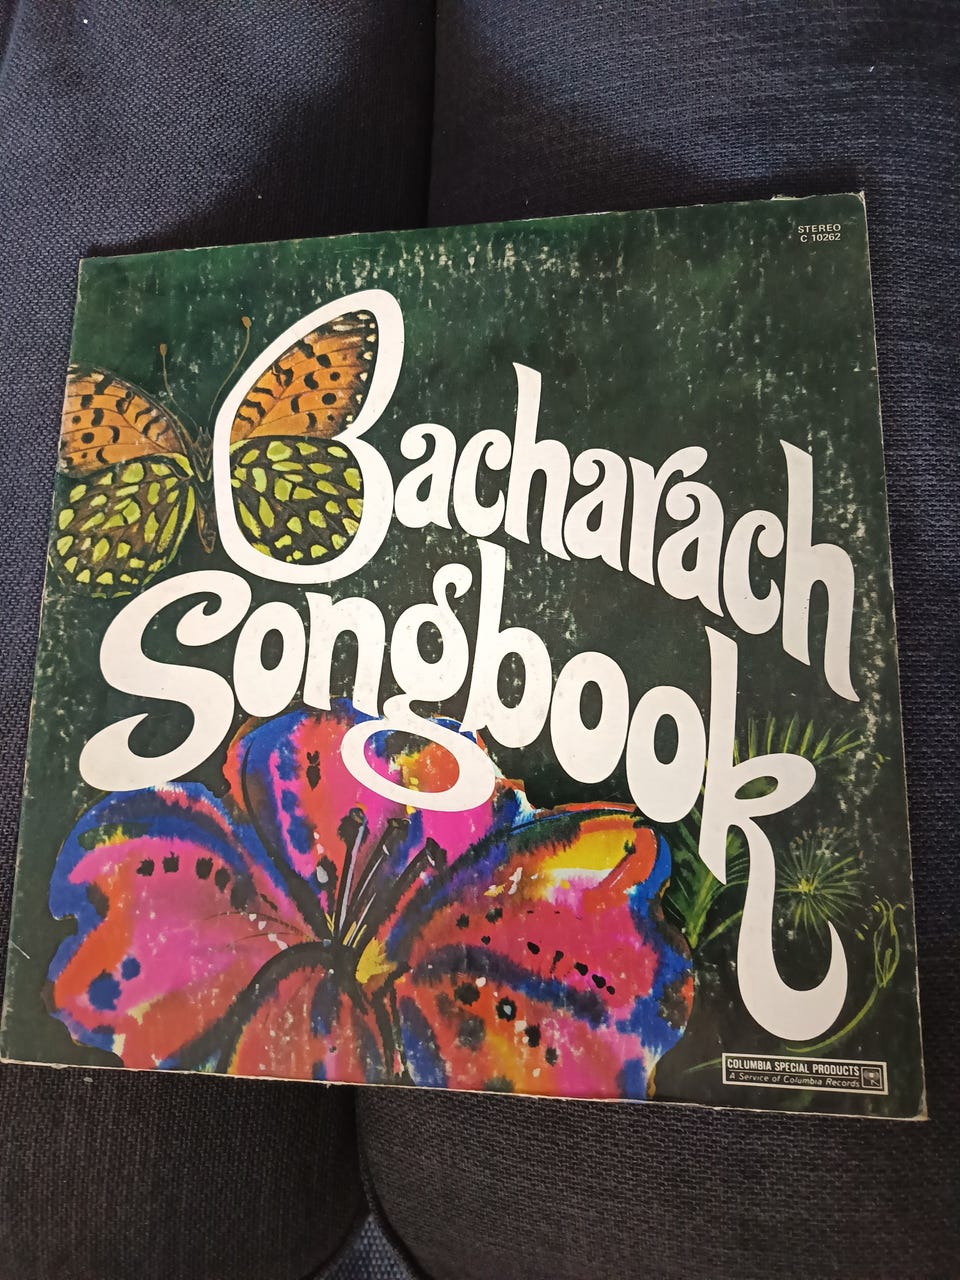 STEREO
C 10262
Bacharach
Songbook
COLUMBIA SPECIAL PRODUCTS
A Service of Columbia Records